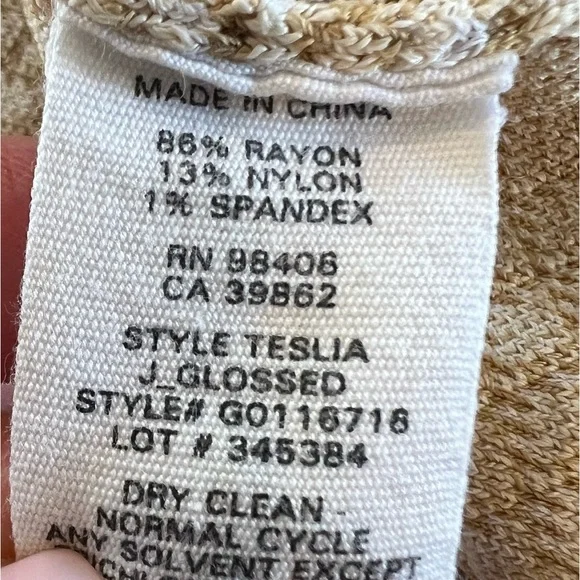 MADE IN CHINA
86% RAYON
13% NYLON
1% SPANDEX
RN 98406
CA 39862
STYLE TESLIA
J_GLOSSED
STYLE# G0116716
LOT # 345384
DRY CLEAN -
NORMAL CYCLE
ANY SOLVENT EXCEPT